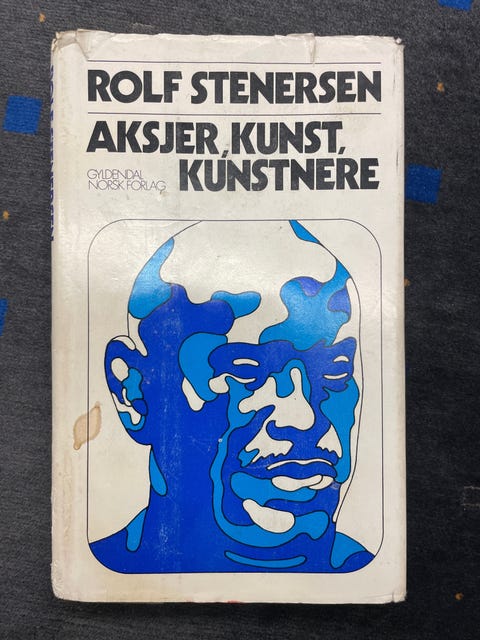 ROLF STENERSEN
AKSJER, KUNST,
KUNSTNERE
GYLDENDAL
NORSK FORLAG